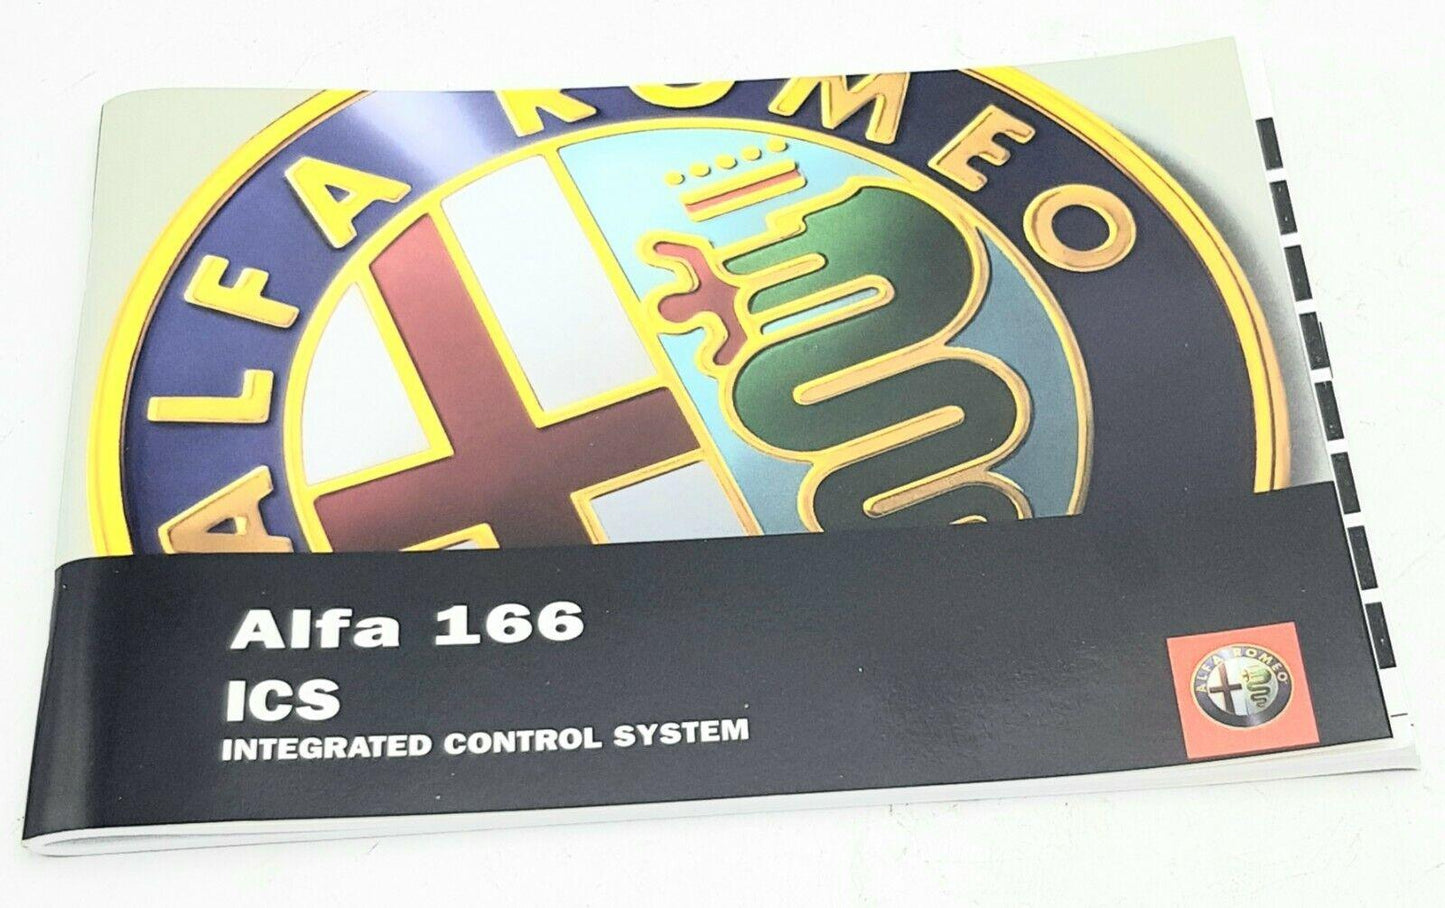 ALFA ROMEO
Alfa 166
ICS
INTEGRATED CONTROL SYSTEM
ALFA ROMEO